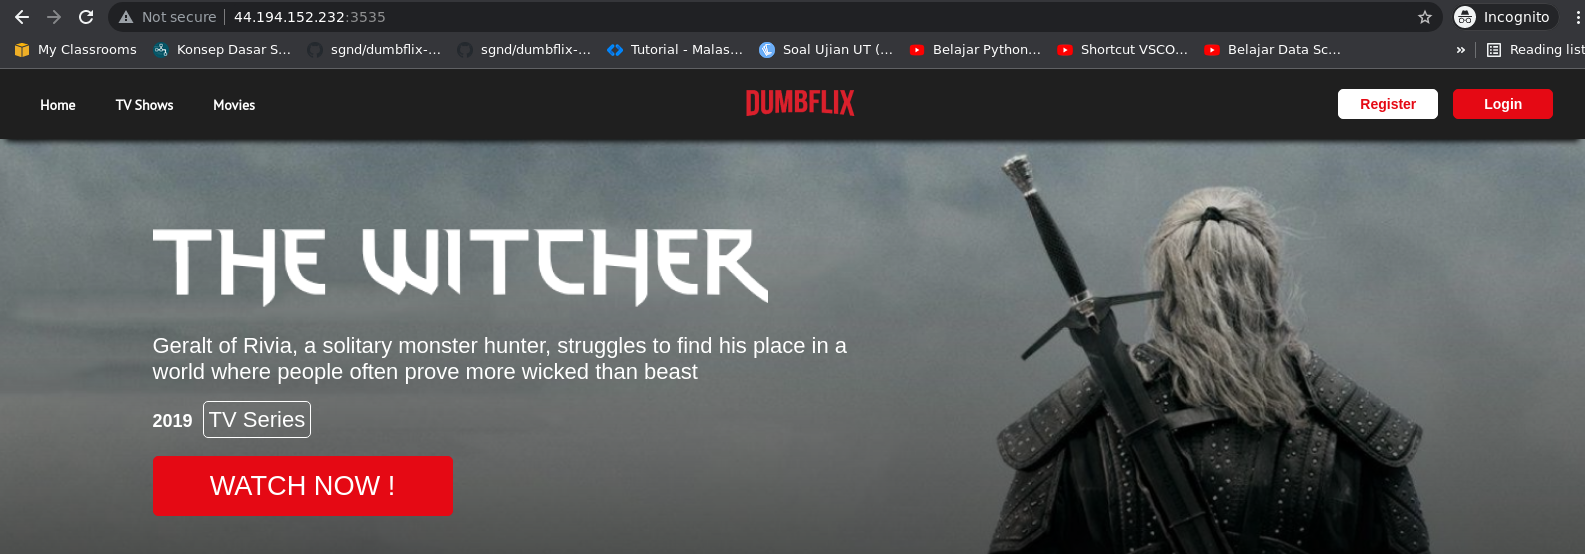 Not secure 44.194.152.232:3535 Incognito
My Classrooms Konsep Dasar S... sgnd/dumbflix-... sgnd/dumbflix-... Tutorial - Malas... Soal Ujian UT (... Belajar Python... Shortcut VSCO... Belajar Data Sc... » Reading list
Home TV Shows Movies DUMBFLIX Register Login
THE WITCHER
Geralt of Rivia, a solitary monster hunter, struggles to find his place in a
world where people often prove more wicked than beast
2019 TV Series
WATCH NOW !